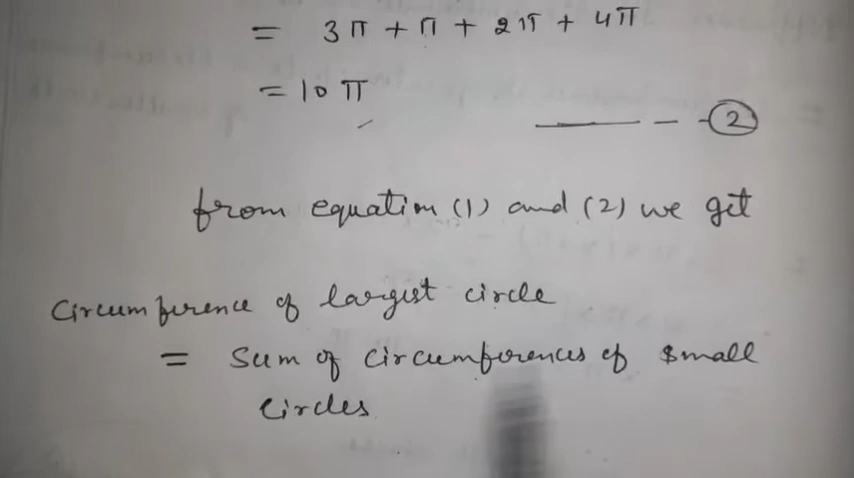 = 3π + π + 2π + 4π
= 10π
——— — -②
from equation (1) and (2) we get
Circumference of largest circle
= Sum of circumferences of small
circles